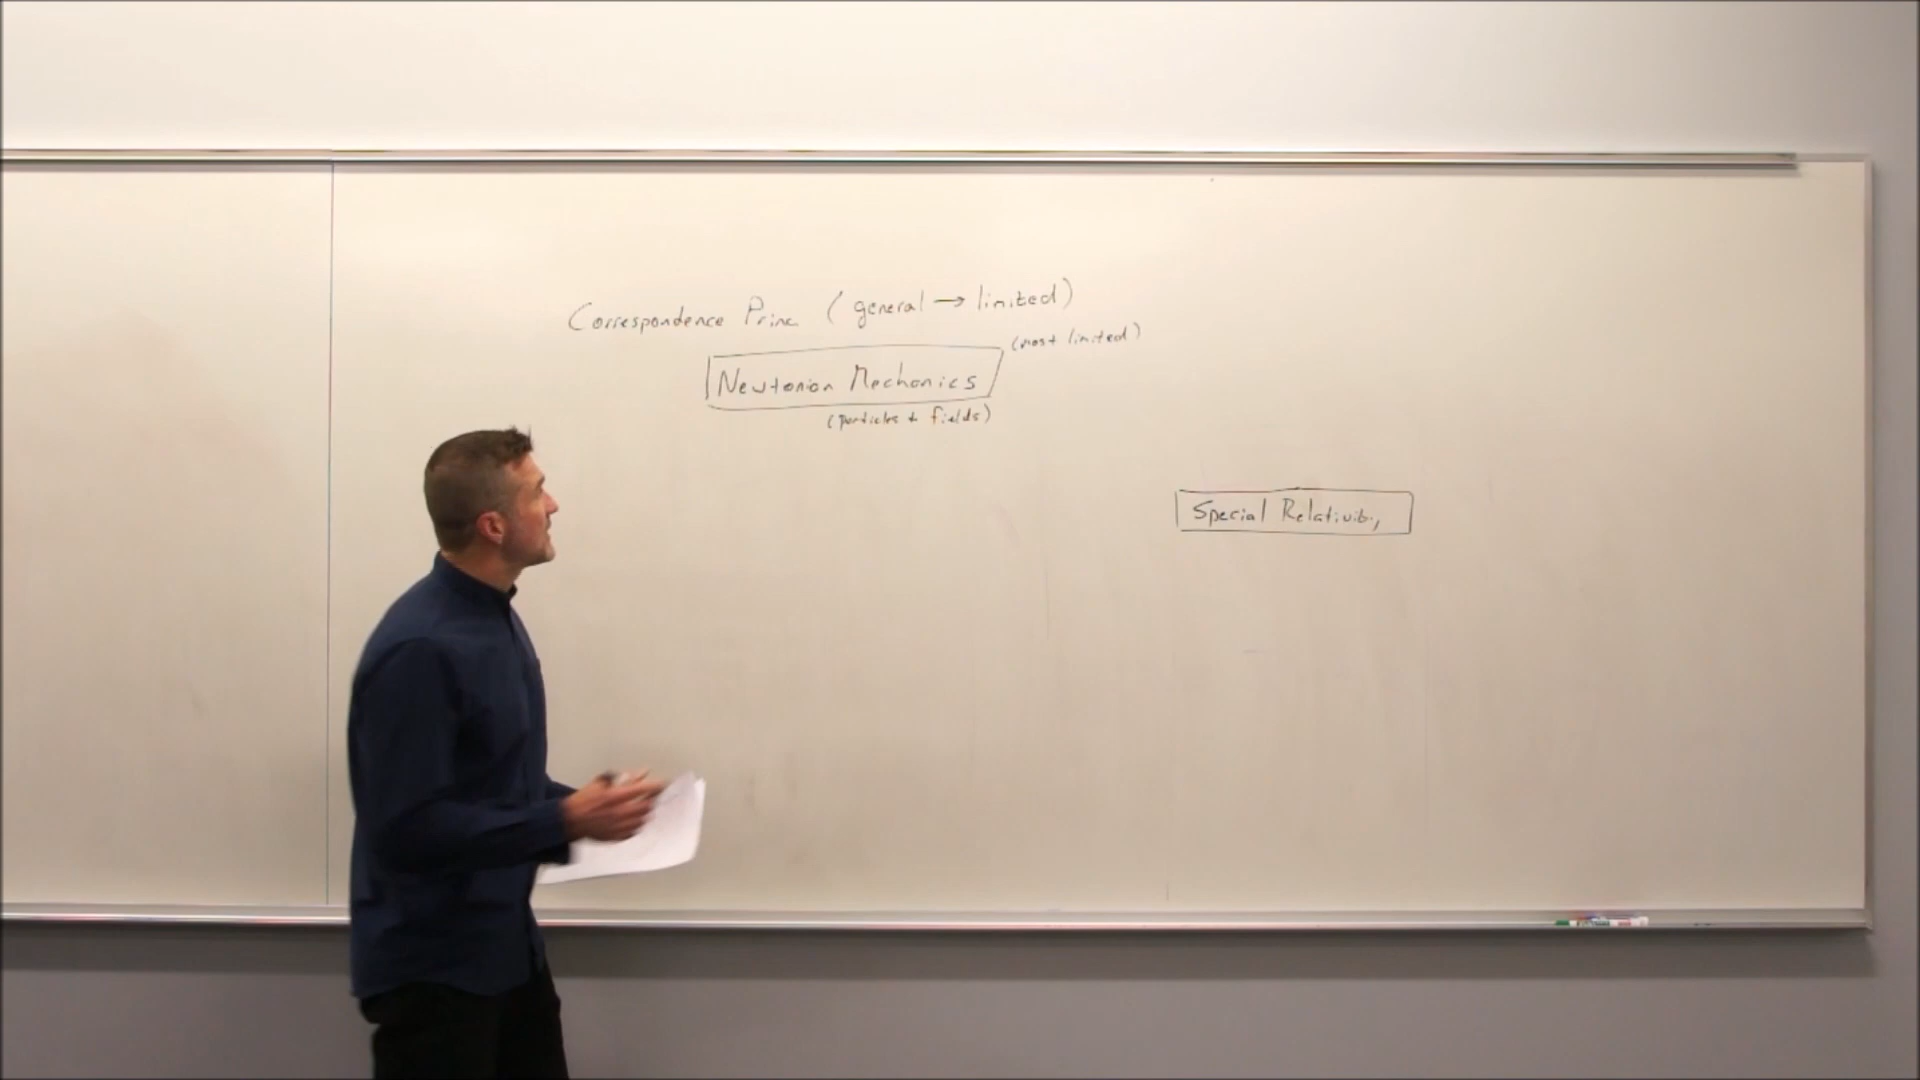 Correspondence Princ. (general → limited)
(most limited)
Newtonian Mechanics
(particles + fields)
Special Relativity